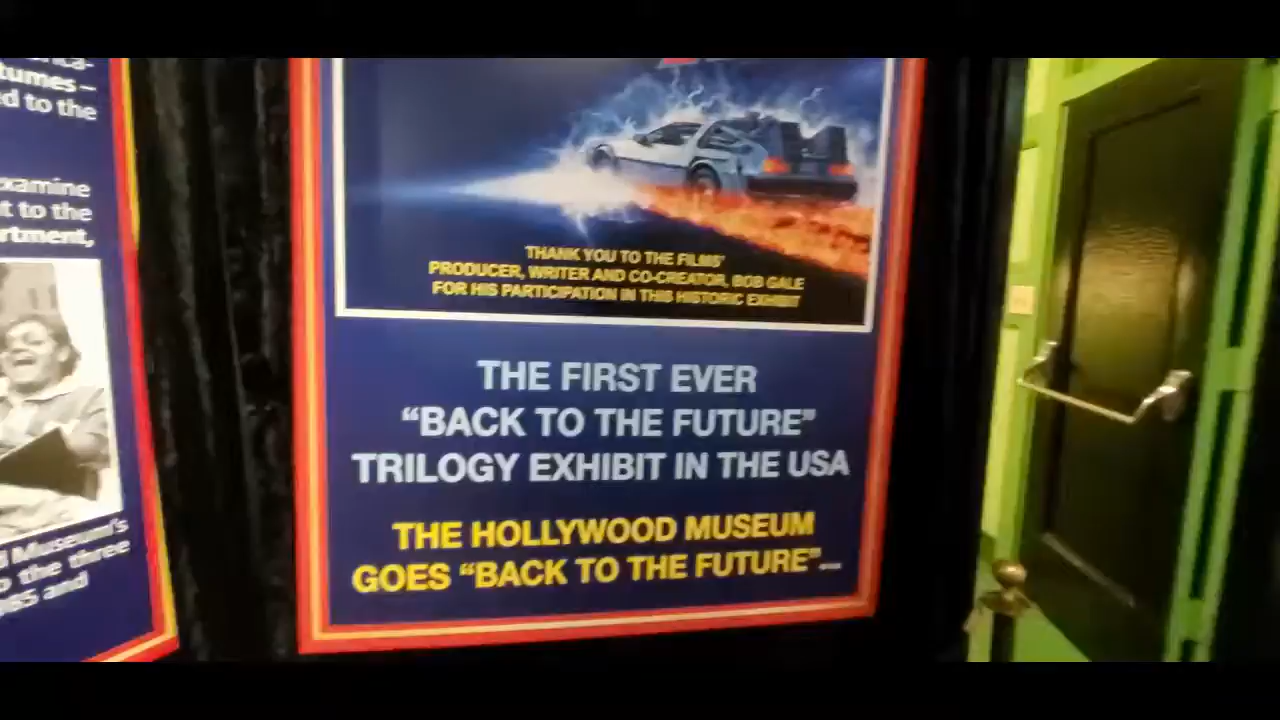 tumes –
d to the
examine
t to the
rtment,
Museum's
o the three
and
THANK YOU TO THE FILMS'
PRODUCER, WRITER AND CO-CREATOR, BOB GALE
FOR HIS PARTICIPATION IN THIS HISTORIC EXHIBIT
THE FIRST EVER
“BACK TO THE FUTURE”
TRILOGY EXHIBIT IN THE USA
THE HOLLYWOOD MUSEUM
GOES “BACK TO THE FUTURE”...